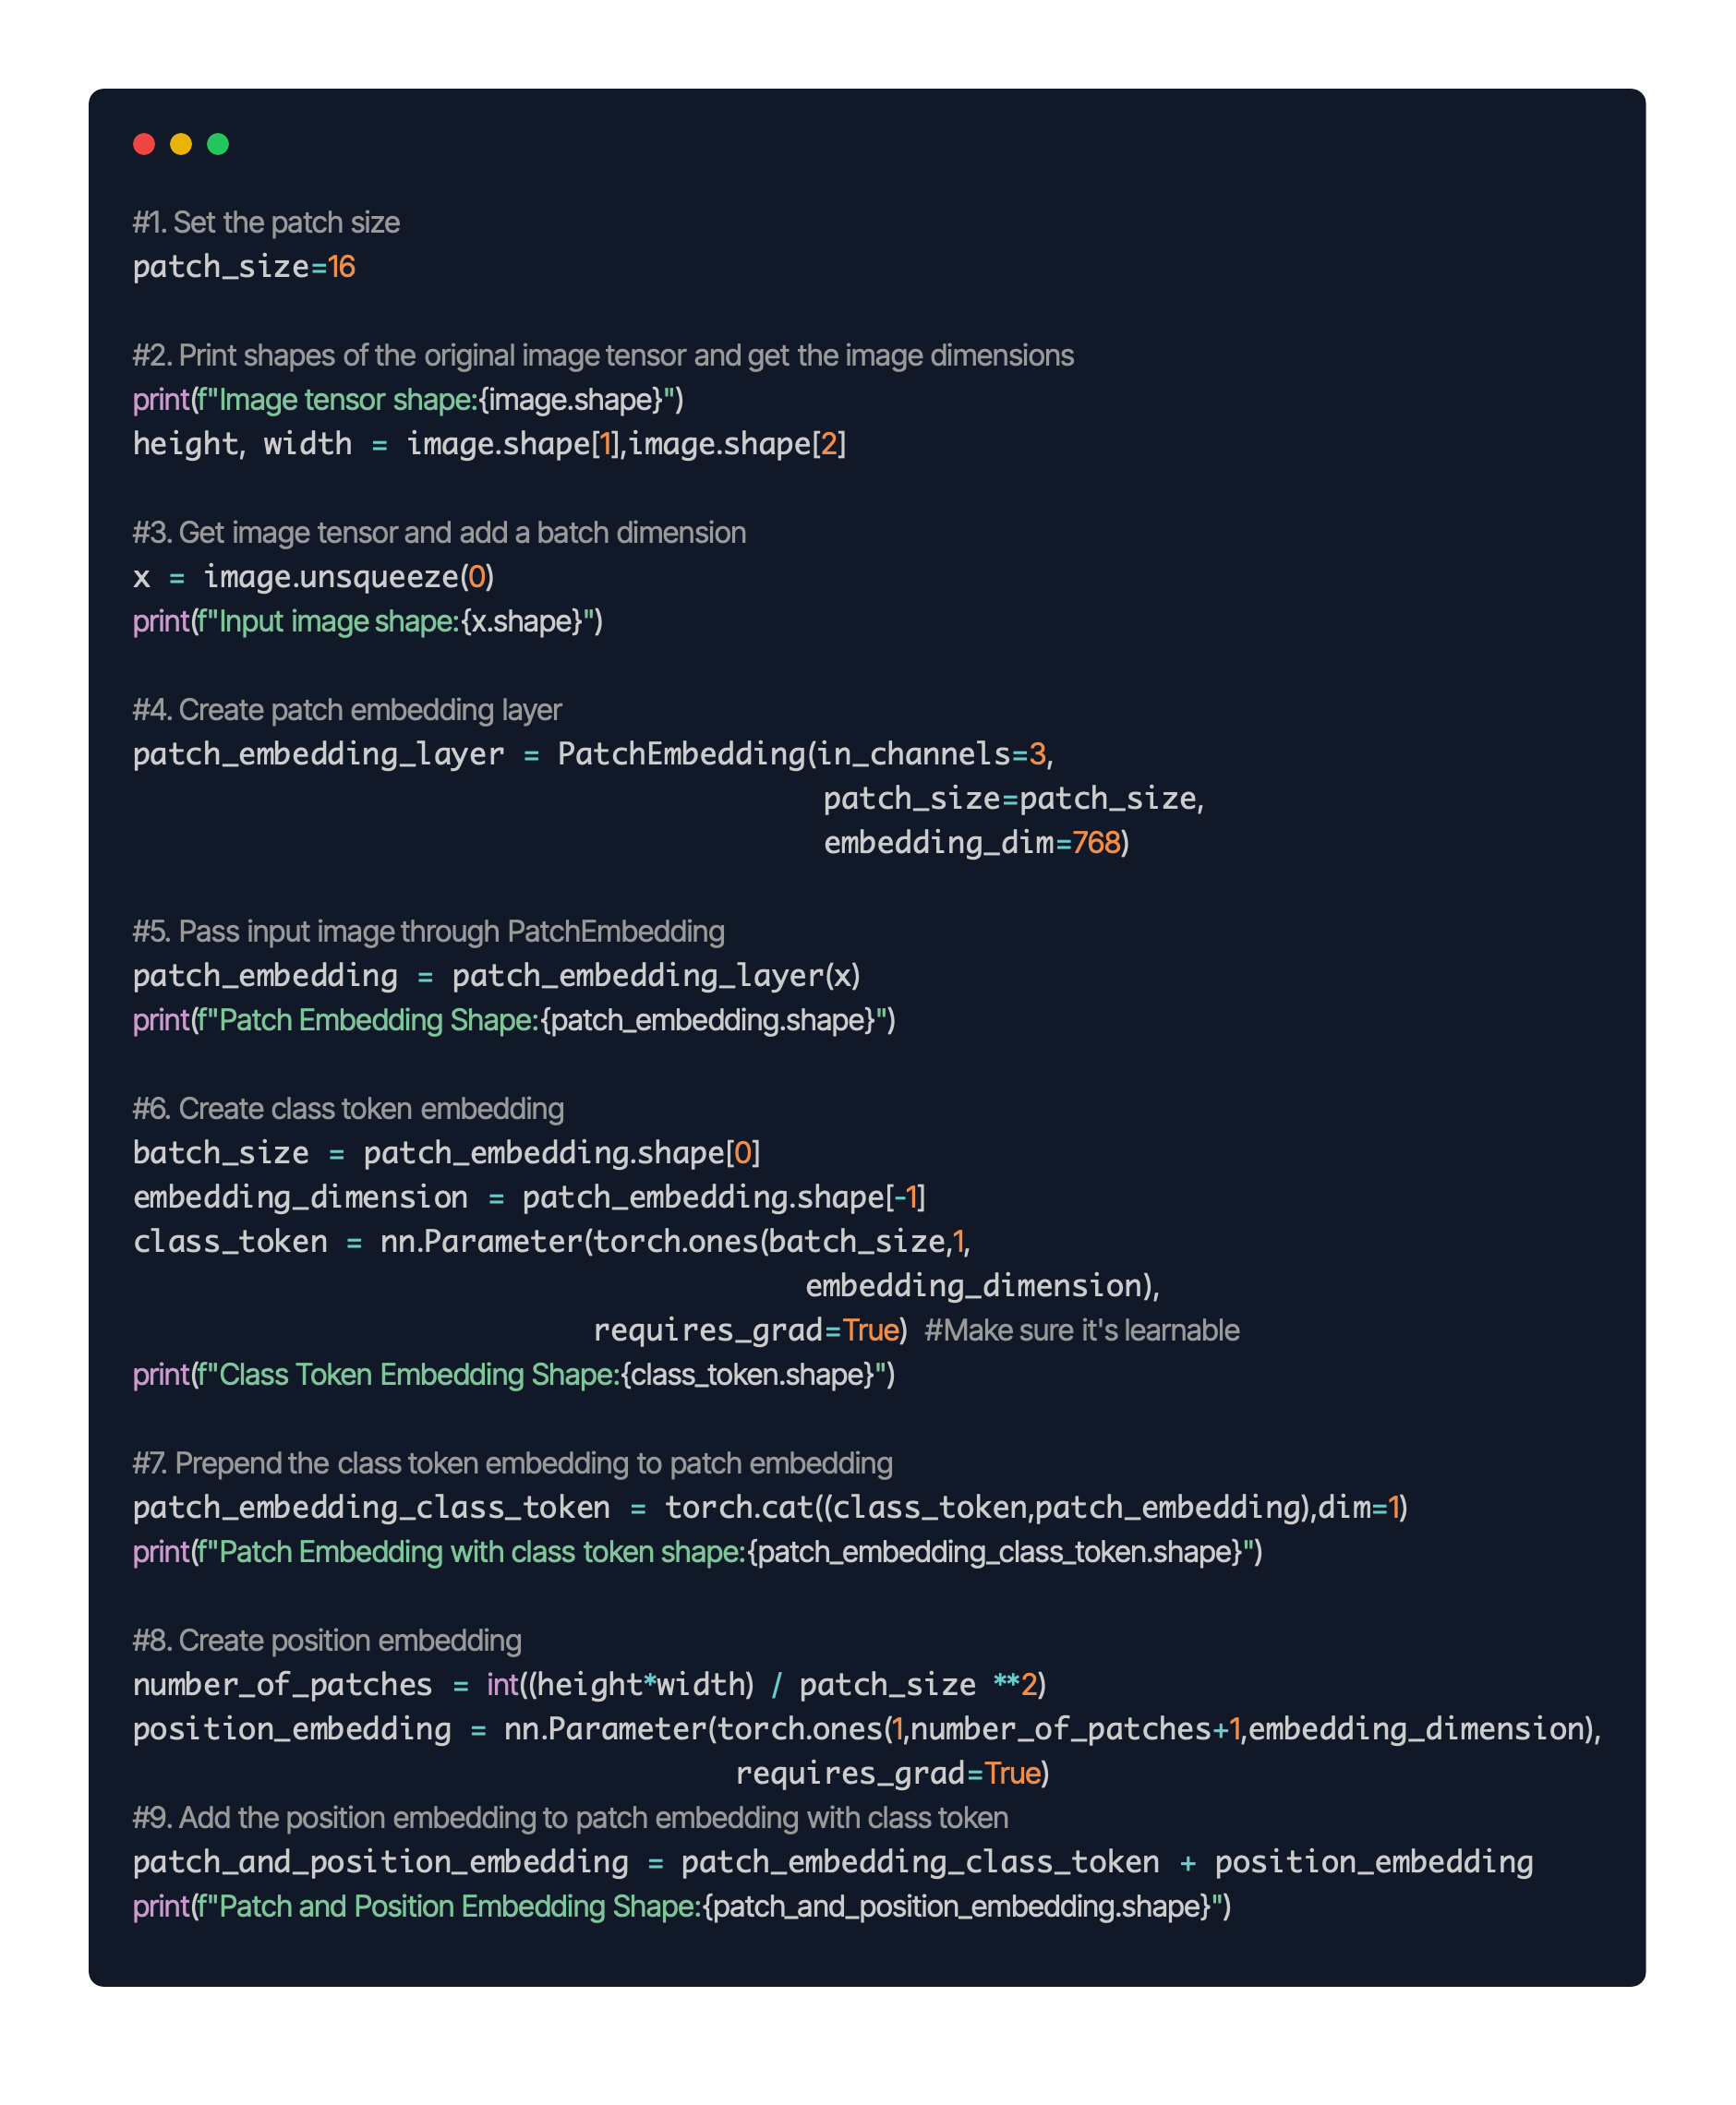 #1. Set the patch size
patch_size=16
#2. Print shapes of the original image tensor and get the image dimensions
print(f"Image tensor shape:{image.shape}")
height, width = image.shape[1],image.shape[2]
#3. Get image tensor and add a batch dimension
x = image.unsqueeze(0)
print(f"Input image shape:{x.shape}")
#4. Create patch embedding layer
patch_embedding_layer = PatchEmbedding(in_channels=3,
patch_size=patch_size,
embedding_dim=768)
#5. Pass input image through PatchEmbedding
patch_embedding = patch_embedding_layer(x)
print(f"Patch Embedding Shape:{patch_embedding.shape}")
#6. Create class token embedding
batch_size = patch_embedding.shape[0]
embedding_dimension = patch_embedding.shape[-1]
class_token = nn.Parameter(torch.ones(batch_size,1,
embedding_dimension),
requires_grad=True) #Make sure it's learnable
print(f"Class Token Embedding Shape:{class_token.shape}")
#7. Prepend the class token embedding to patch embedding
patch_embedding_class_token = torch.cat((class_token,patch_embedding),dim=1)
print(f"Patch Embedding with class token shape:{patch_embedding_class_token.shape}")
#8. Create position embedding
number_of_patches = int((height*width) / patch_size **2)
position_embedding = nn.Parameter(torch.ones(1,number_of_patches+1,embedding_dimension),
requires_grad=True)
#9. Add the position embedding to patch embedding with class token
patch_and_position_embedding = patch_embedding_class_token + position_embedding
print(f"Patch and Position Embedding Shape:{patch_and_position_embedding.shape}")